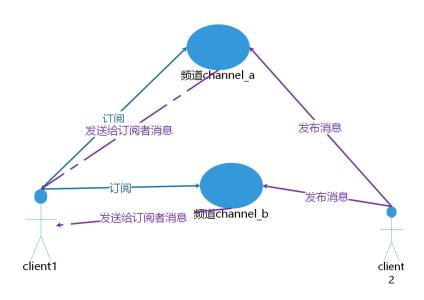 频道channel_a
订阅
发送给订阅者消息
发布消息
订阅
发布消息
频道channel_b
发送给订阅者消息
client1
client
2